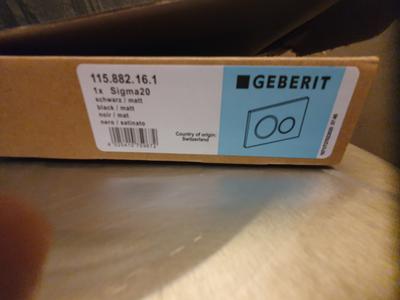 115.882.16.1
1x Sigma20
schwarz / matt
black / matt
noir / mat
nero / satinato
Country of origin:
Switzerland
GEBERIT